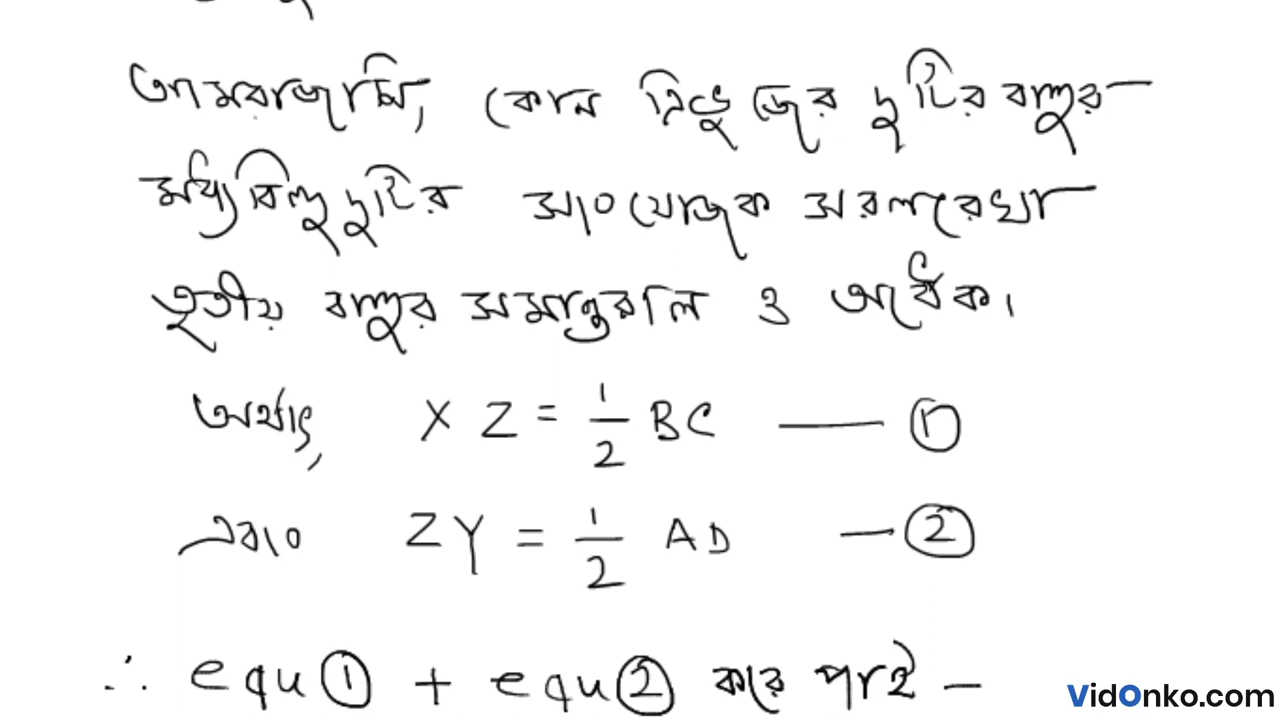 আমরা জানি, কোন ত্রিভুজের দুটির বাহুর
মধ্যবিন্দু দুটির সংযোজক সরলরেখা
তৃতীয় বাহুর সমান্তরাল ও অর্ধেক।
অর্থাৎ, XZ = 1/2 BC —— ①
এবং ZY = 1/2 AD — ②
∴ equ ① + equ ② করে পাই —
VidOnko.com